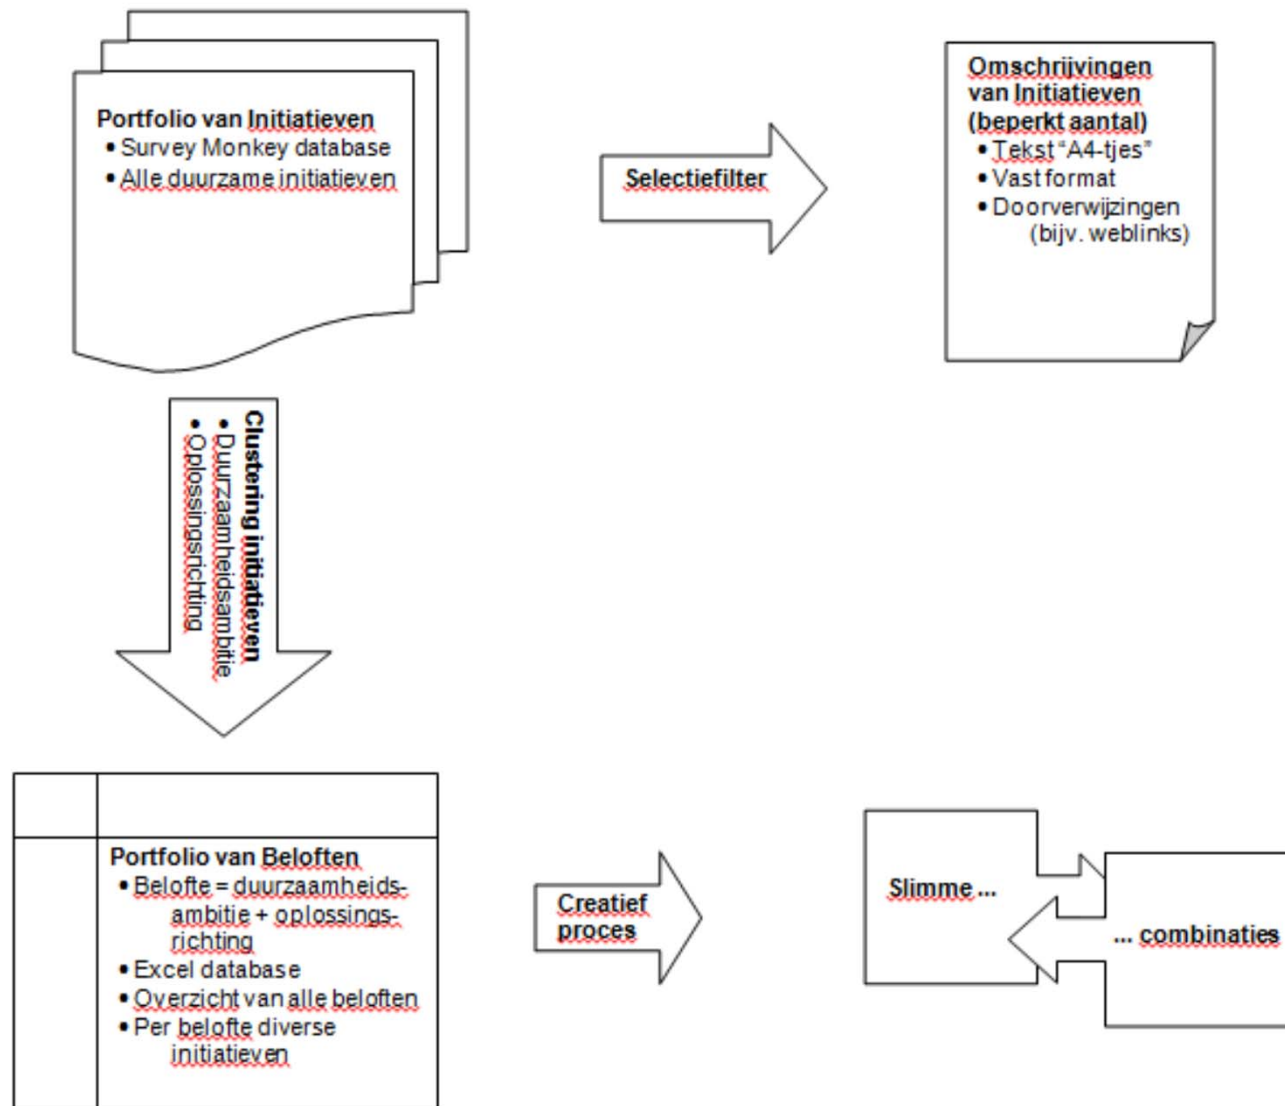 Portfolio van Initiatieven
• Survey Monkey database
• Alle duurzame initiatieven
Selectiefilter
Omschrijvingen
van Initiatieven
(beperkt aantal)
• Tekst “A4-tjes”
• Vast format
• Doorverwijzingen
(bijv. weblinks)
Clustering initiatieven
• Duurzaamheidsambitie
• Oplossingsrichting
Portfolio van Beloften
• Belofte = duurzaamheids-
ambitie + oplossings-
richting
• Excel database
• Overzicht van alle beloften
• Per belofte diverse
initiatieven
Creatief
proces
Slimme ...
... combinaties